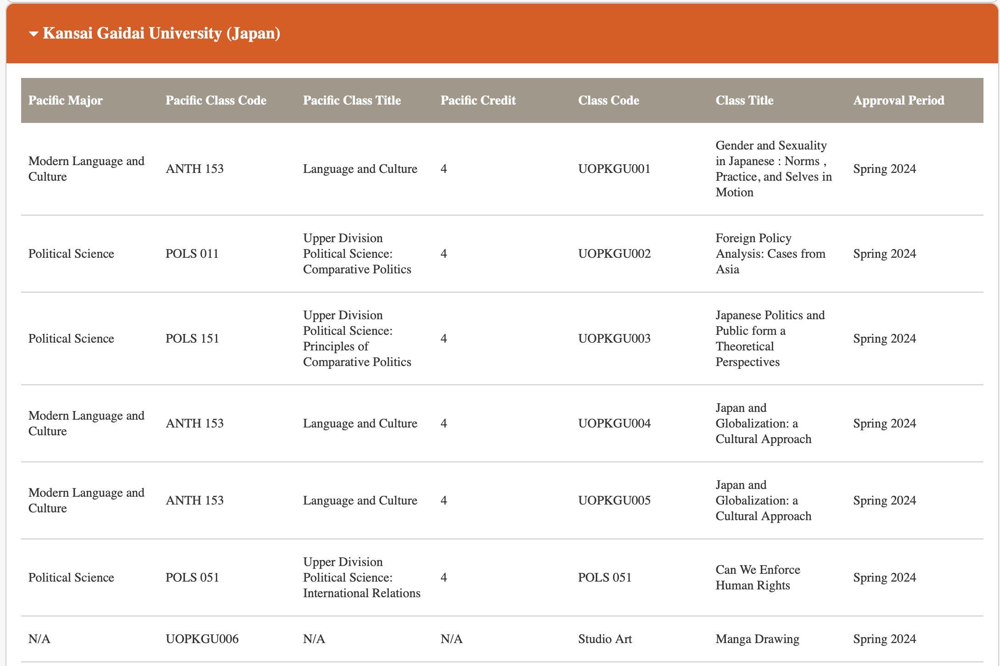 Kansai Gaidai University (Japan)
Pacific Major Pacific Class Code Pacific Class Title Pacific Credit Class Code Class Title Approval Period
Modern Language and
Culture
ANTH 153
Language and Culture
4
UOPKGU001
Gender and Sexuality
in Japanese : Norms ,
Practice, and Selves in
Motion
Spring 2024
Political Science
POLS 011
Upper Division
Political Science:
Comparative Politics
4
UOPKGU002
Foreign Policy
Analysis: Cases from
Asia
Spring 2024
Political Science
POLS 151
Upper Division
Political Science:
Principles of
Comparative Politics
4
UOPKGU003
Japanese Politics and
Public form a
Theoretical
Perspectives
Spring 2024
Modern Language and
Culture
ANTH 153
Language and Culture
4
UOPKGU004
Japan and
Globalization: a
Cultural Approach
Spring 2024
Modern Language and
Culture
ANTH 153
Language and Culture
4
UOPKGU005
Japan and
Globalization: a
Cultural Approach
Spring 2024
Political Science
POLS 051
Upper Division
Political Science:
International Relations
4
POLS 051
Can We Enforce
Human Rights
Spring 2024
N/A
UOPKGU006
N/A
N/A
Studio Art
Manga Drawing
Spring 2024